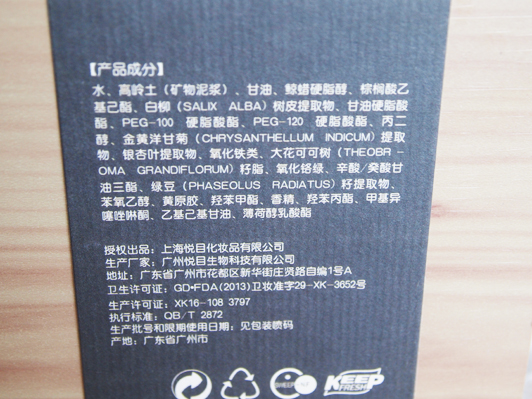 【产品成分】
水、高岭土（矿物泥浆）、甘油、鲸蜡硬脂醇、棕榈酸乙
基己酯、白柳（SALIX ALBA）树皮提取物、甘油硬脂酸
酯、PEG-100 硬脂酸酯、PEG-120 硬脂酸酯、丙二
醇、金黄洋甘菊（CHRYSANTHELLUM INDICUM）提取
物、银杏叶提取物、氧化铁类、大花可可树（THEOBR-
OMA GRANDIFLORUM）籽脂、氧化铬绿、辛酸/癸酸甘
油三酯、绿豆（PHASEOLUS RADIATUS）籽提取物、
苯氧乙醇、黄原胶、羟苯甲酯、香精、羟苯丙酯、甲基异
噻唑啉酮、乙基己基甘油、薄荷醇乳酸酯
授权出品：上海悦目化妆品有限公司
生产厂家：广州悦目生物科技有限公司
地址：广东省广州市花都区新华街庄贤路自编1号A
卫生许可证：GD·FDA(2013)卫妆准字29-XK-3652号
生产许可证：XK16-108 3797
执行标准：QB/T 2872
生产批号和限期使用日期：见包装喷码
产地：广东省广州市
KEEP
FRESH